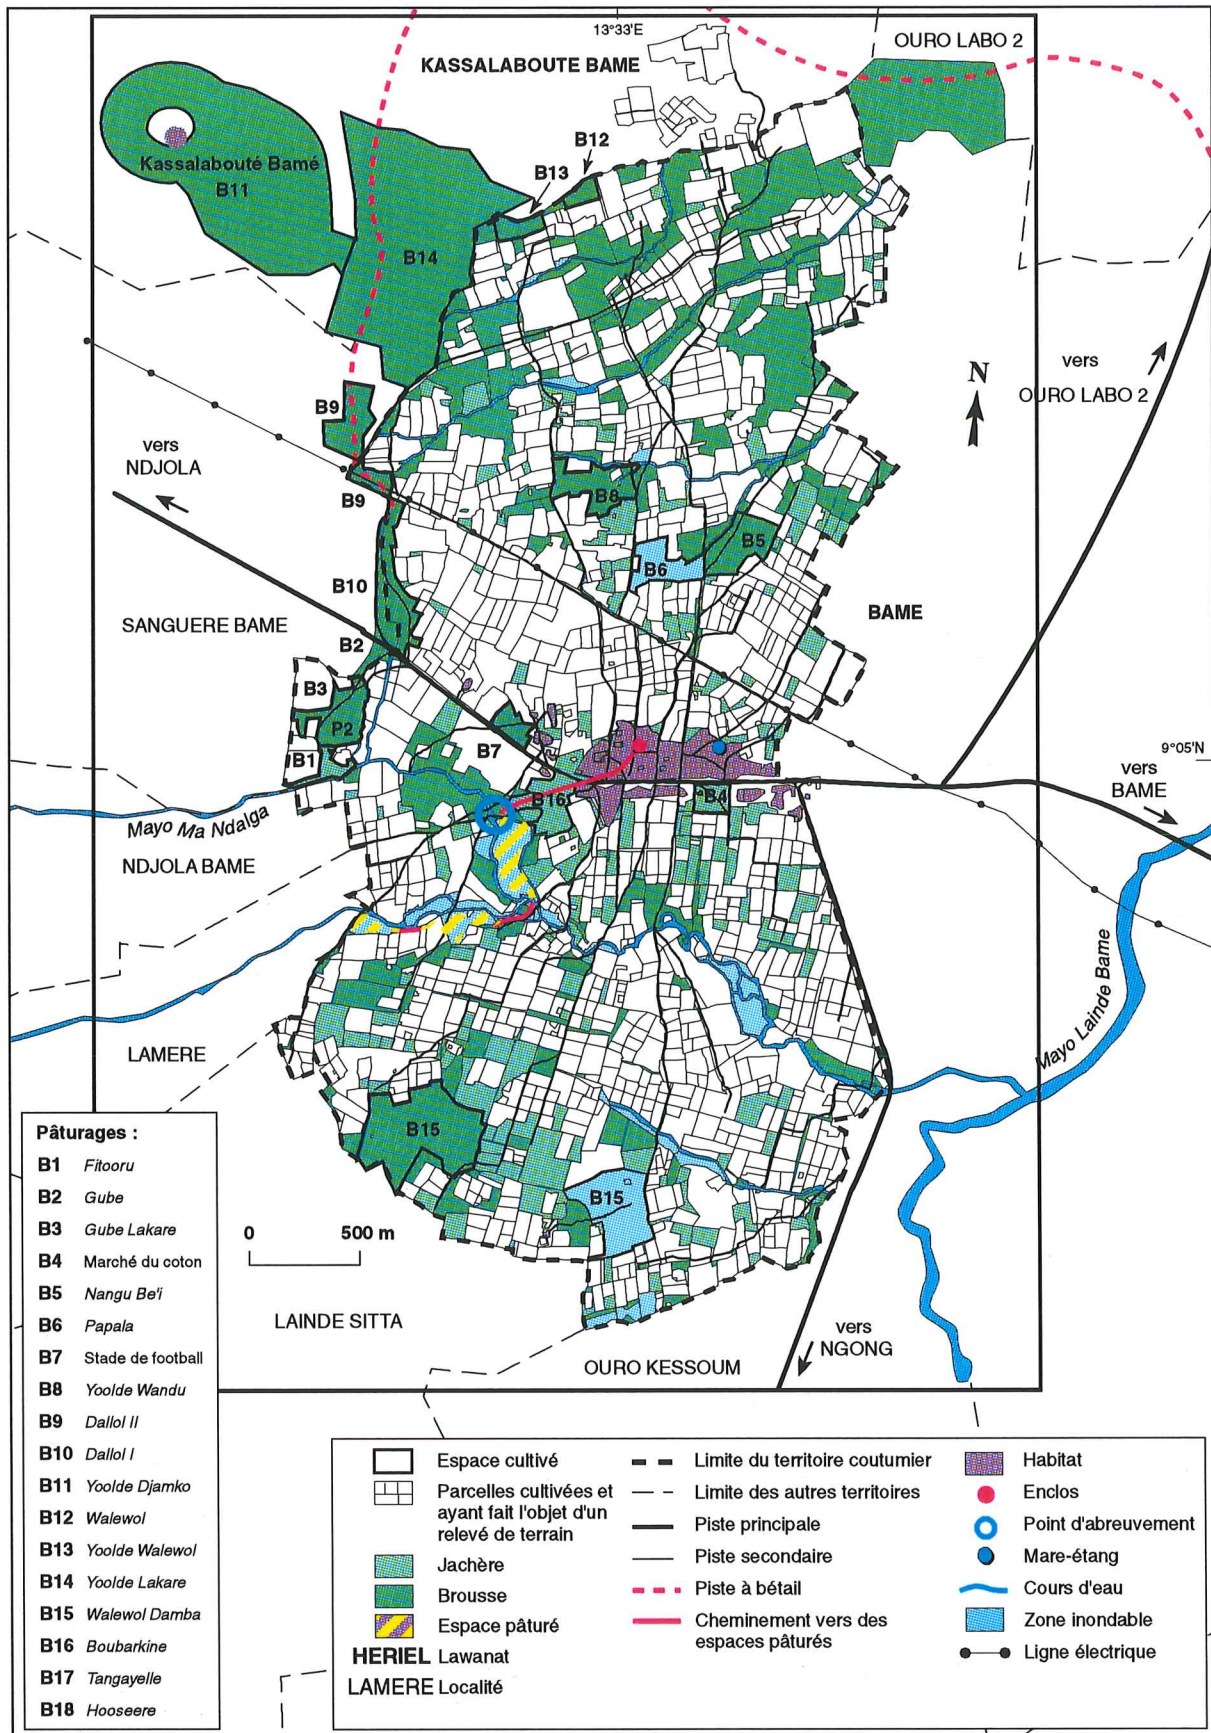 13°33'E
OURO LABO 2
KASSALABOUTE BAME
B12
B13
Kassalabouté Bamé
B11
B14
vers
OURO LABO 2
N
B9
vers
NDJOLA
B9
B8
B5
B6
B10
BAME
SANGUERE BAME
B2
B3
P2
B1
B7
9°05'N
vers
BAME
B16
B4
Mayo Ma Ndalga
NDJOLA BAME
Mayo Lainde Bame
LAMERE
B15
B15
0 500 m
LAINDE SITTA
vers
NGONG
OURO KESSOUM
Pâturages :
B1 Fitooru
B2 Gube
B3 Gube Lakare
B4 Marché du coton
B5 Nangu Be'i
B6 Papala
B7 Stade de football
B8 Yoolde Wandu
B9 Dallol II
B10 Dallol I
B11 Yoolde Djamko
B12 Walewol
B13 Yoolde Walewol
B14 Yoolde Lakare
B15 Walewol Damba
B16 Boubarkine
B17 Tangayelle
B18 Hooseere
Espace cultivé
Parcelles cultivées et
ayant fait l'objet d'un
relevé de terrain
Jachère
Brousse
Espace pâturé
HERIEL Lawanat
LAMERE Localité
Limite du territoire coutumier
Limite des autres territoires
Piste principale
Piste secondaire
Piste à bétail
Cheminement vers des
espaces pâturés
Habitat
Enclos
Point d'abreuvement
Mare-étang
Cours d'eau
Zone inondable
Ligne électrique